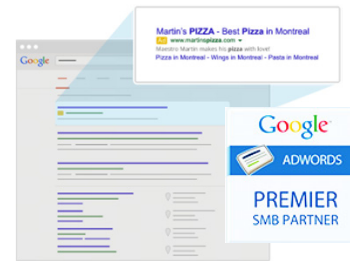 Martin's PIZZA - Best Pizza in Montreal
Ad www.martinspizza.com
Maestro Martin makes his pizza with love!
Pizza in Montreal - Wings in Montreal - Pasta in Montreal
Google
Google
ADWORDS
PREMIER
SMB PARTNER